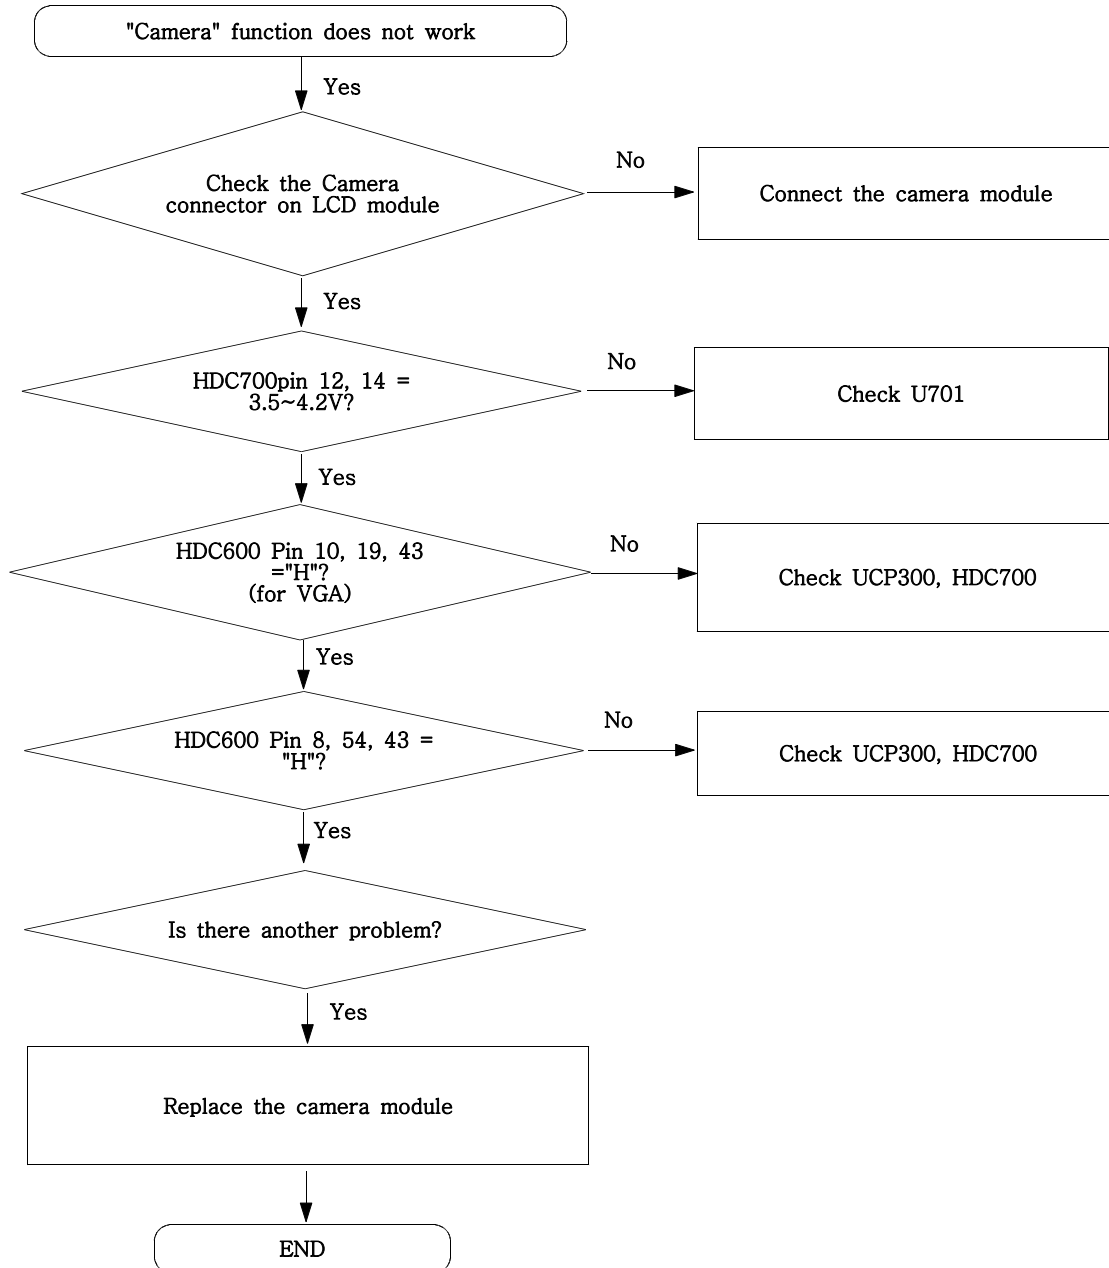 "Camera" function does not work
Yes
Check the Camera
connector on LCD module
No
Connect the camera module
Yes
HDC700pin 12, 14 =
3.5~4.2V?
No
Check U701
Yes
HDC600 Pin 10, 19, 43
="H"?
(for VGA)
No
Check UCP300, HDC700
Yes
HDC600 Pin 8, 54, 43 =
"H"?
No
Check UCP300, HDC700
Yes
Is there another problem?
Yes
Replace the camera module
END